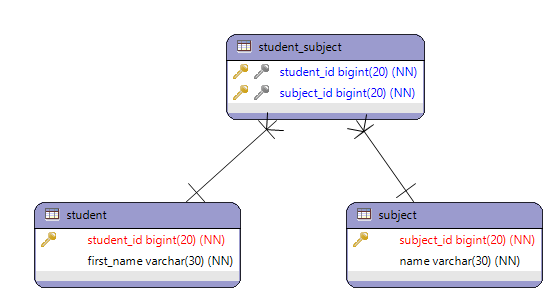 student_subject
student_id bigint(20) (NN)
subject_id bigint(20) (NN)
student
student_id bigint(20) (NN)
first_name varchar(30) (NN)
subject
subject_id bigint(20) (NN)
name varchar(30) (NN)